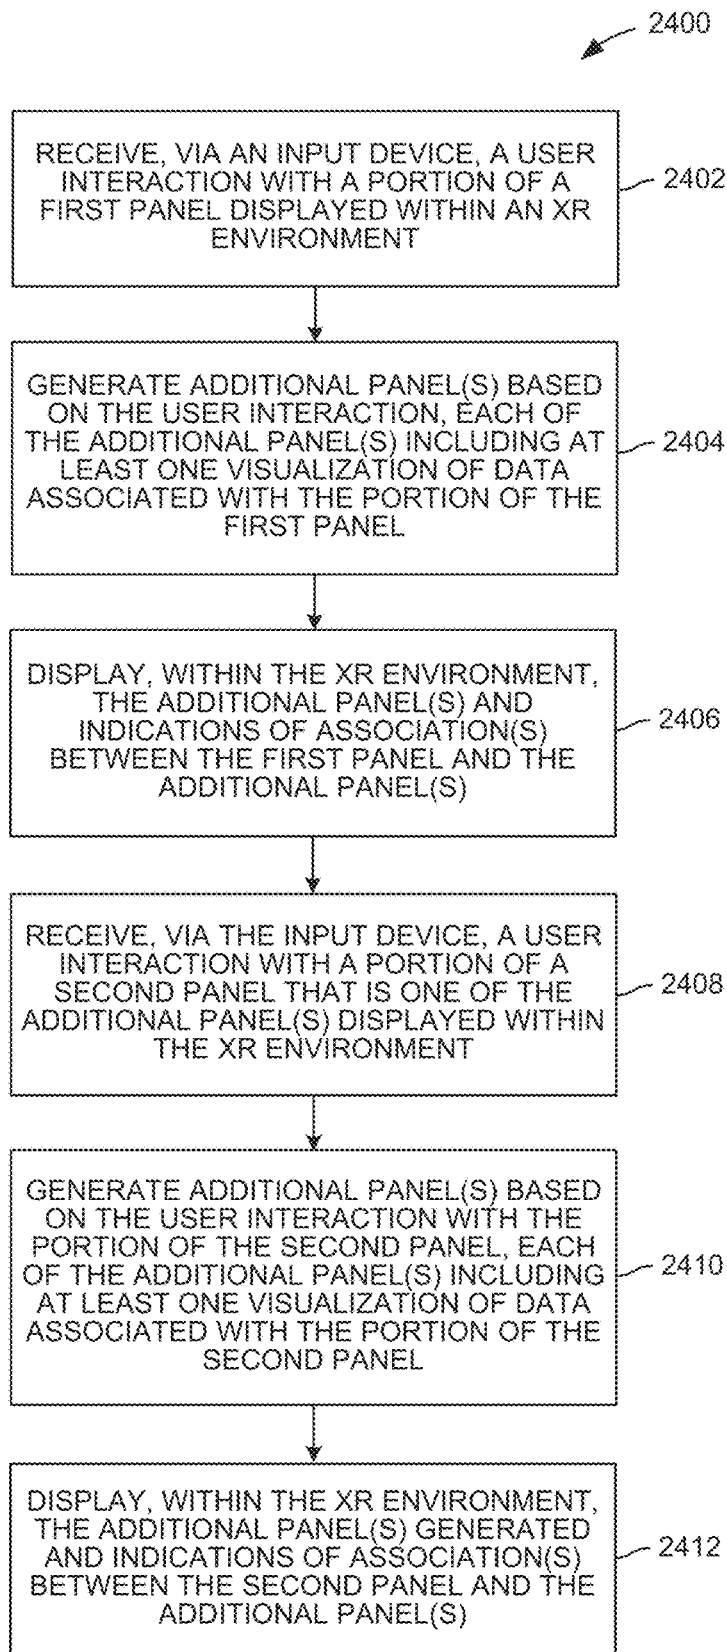 2400
RECEIVE, VIA AN INPUT DEVICE, A USER
INTERACTION WITH A PORTION OF A
FIRST PANEL DISPLAYED WITHIN AN XR
ENVIRONMENT
2402
GENERATE ADDITIONAL PANEL(S) BASED
ON THE USER INTERACTION, EACH OF
THE ADDITIONAL PANEL(S) INCLUDING AT
LEAST ONE VISUALIZATION OF DATA
ASSOCIATED WITH THE PORTION OF THE
FIRST PANEL
2404
DISPLAY, WITHIN THE XR ENVIRONMENT,
THE ADDITIONAL PANEL(S) AND
INDICATIONS OF ASSOCIATION(S)
BETWEEN THE FIRST PANEL AND THE
ADDITIONAL PANEL(S)
2406
RECEIVE, VIA THE INPUT DEVICE, A USER
INTERACTION WITH A PORTION OF A
SECOND PANEL THAT IS ONE OF THE
ADDITIONAL PANEL(S) DISPLAYED WITHIN
THE XR ENVIRONMENT
2408
GENERATE ADDITIONAL PANEL(S) BASED
ON THE USER INTERACTION WITH THE
PORTION OF THE SECOND PANEL, EACH
OF THE ADDITIONAL PANEL(S) INCLUDING
AT LEAST ONE VISUALIZATION OF DATA
ASSOCIATED WITH THE PORTION OF THE
SECOND PANEL
2410
DISPLAY, WITHIN THE XR ENVIRONMENT,
THE ADDITIONAL PANEL(S) GENERATED
AND INDICATIONS OF ASSOCIATION(S)
BETWEEN THE SECOND PANEL AND THE
ADDITIONAL PANEL(S)
2412